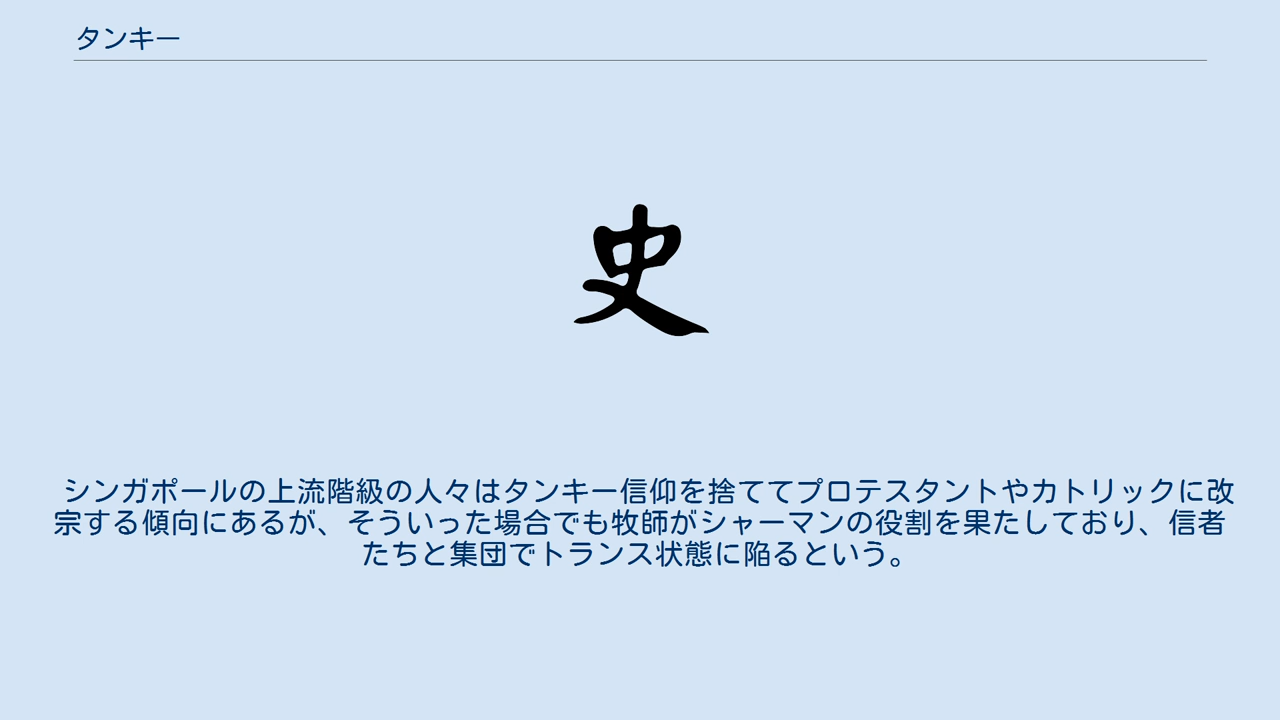 タンキー
史
シンガポールの上流階級の人々はタンキー信仰を捨ててプロテスタントやカトリックに改
宗する傾向にあるが、そういった場合でも牧師がシャーマンの役割を果たしており、信者
たちと集団でトランス状態に陥るという。